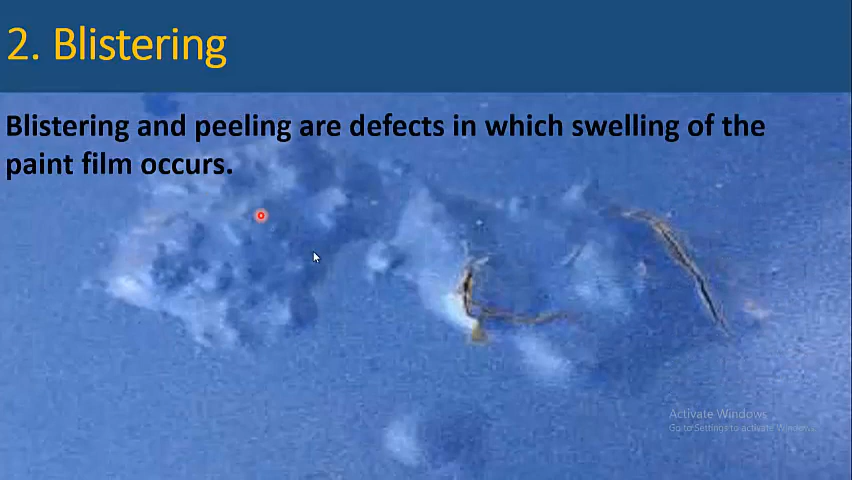 2. Blistering
Blistering and peeling are defects in which swelling of the
paint film occurs.
Activate Windows
Go to Settings to activate Windows.